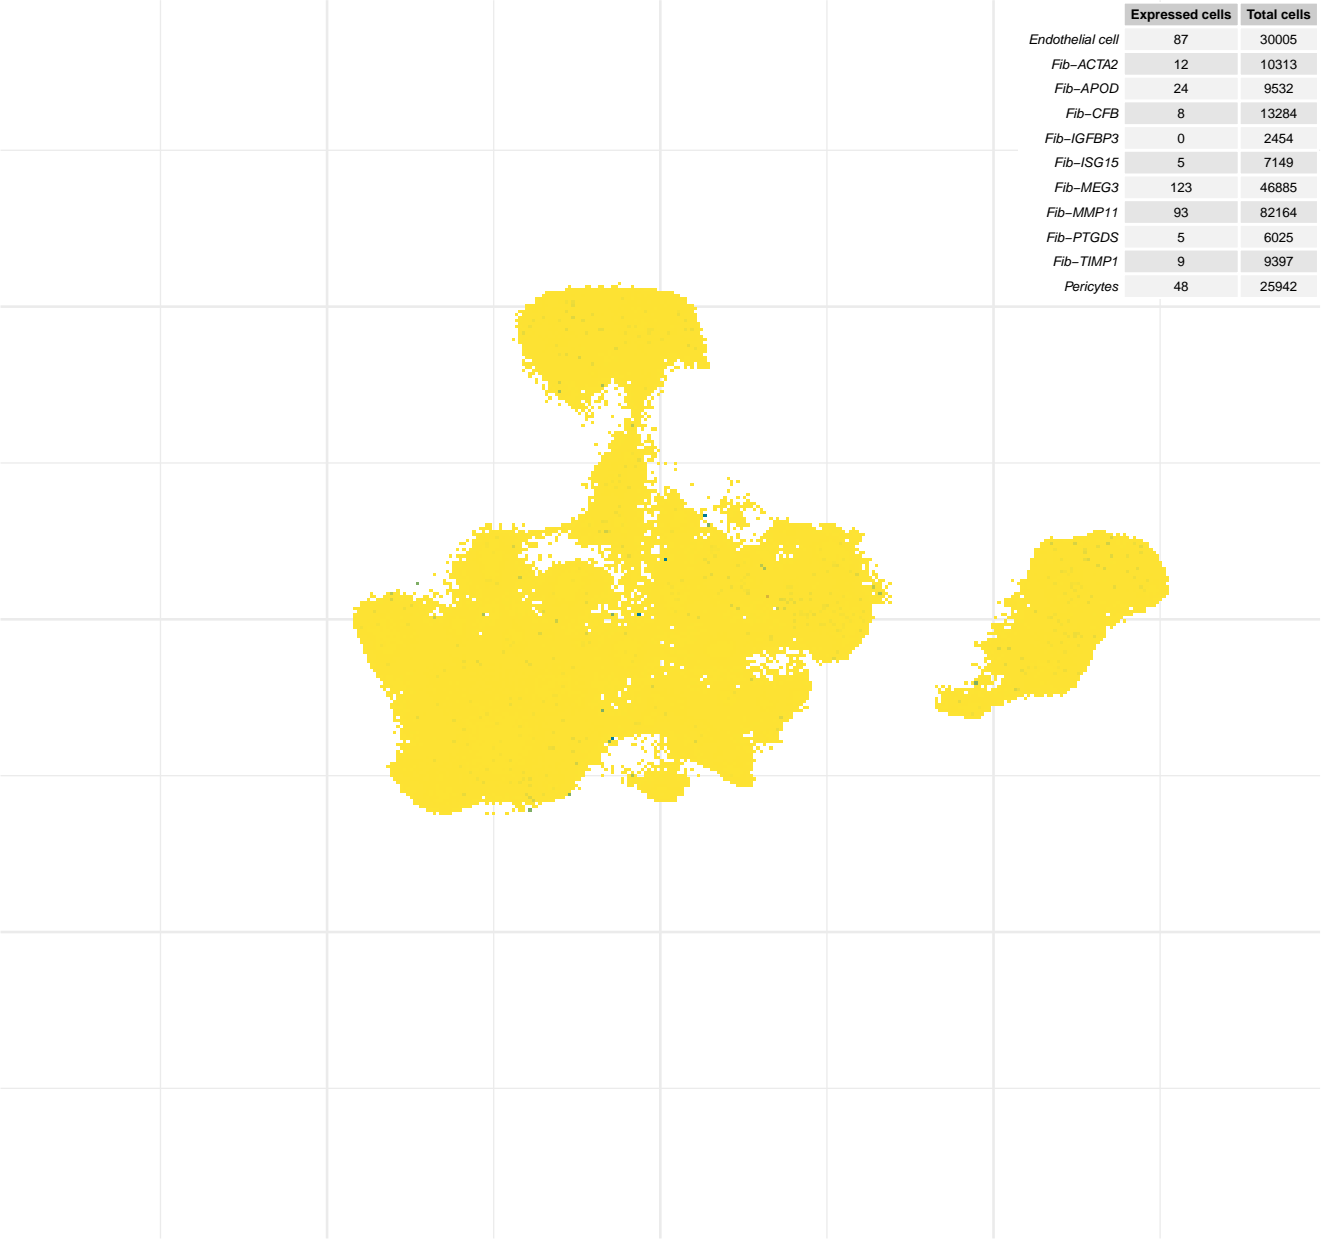 Expressed cells Total cells
Endothelial cell 87 30005
Fib−ACTA2 12 10313
Fib−APOD 24 9532
Fib−CFB 8 13284
Fib−IGFBP3 0 2454
Fib−ISG15 5 7149
Fib−MEG3 123 46885
Fib−MMP11 93 82164
Fib−PTGDS 5 6025
Fib−TIMP1 9 9397
Pericytes 48 25942